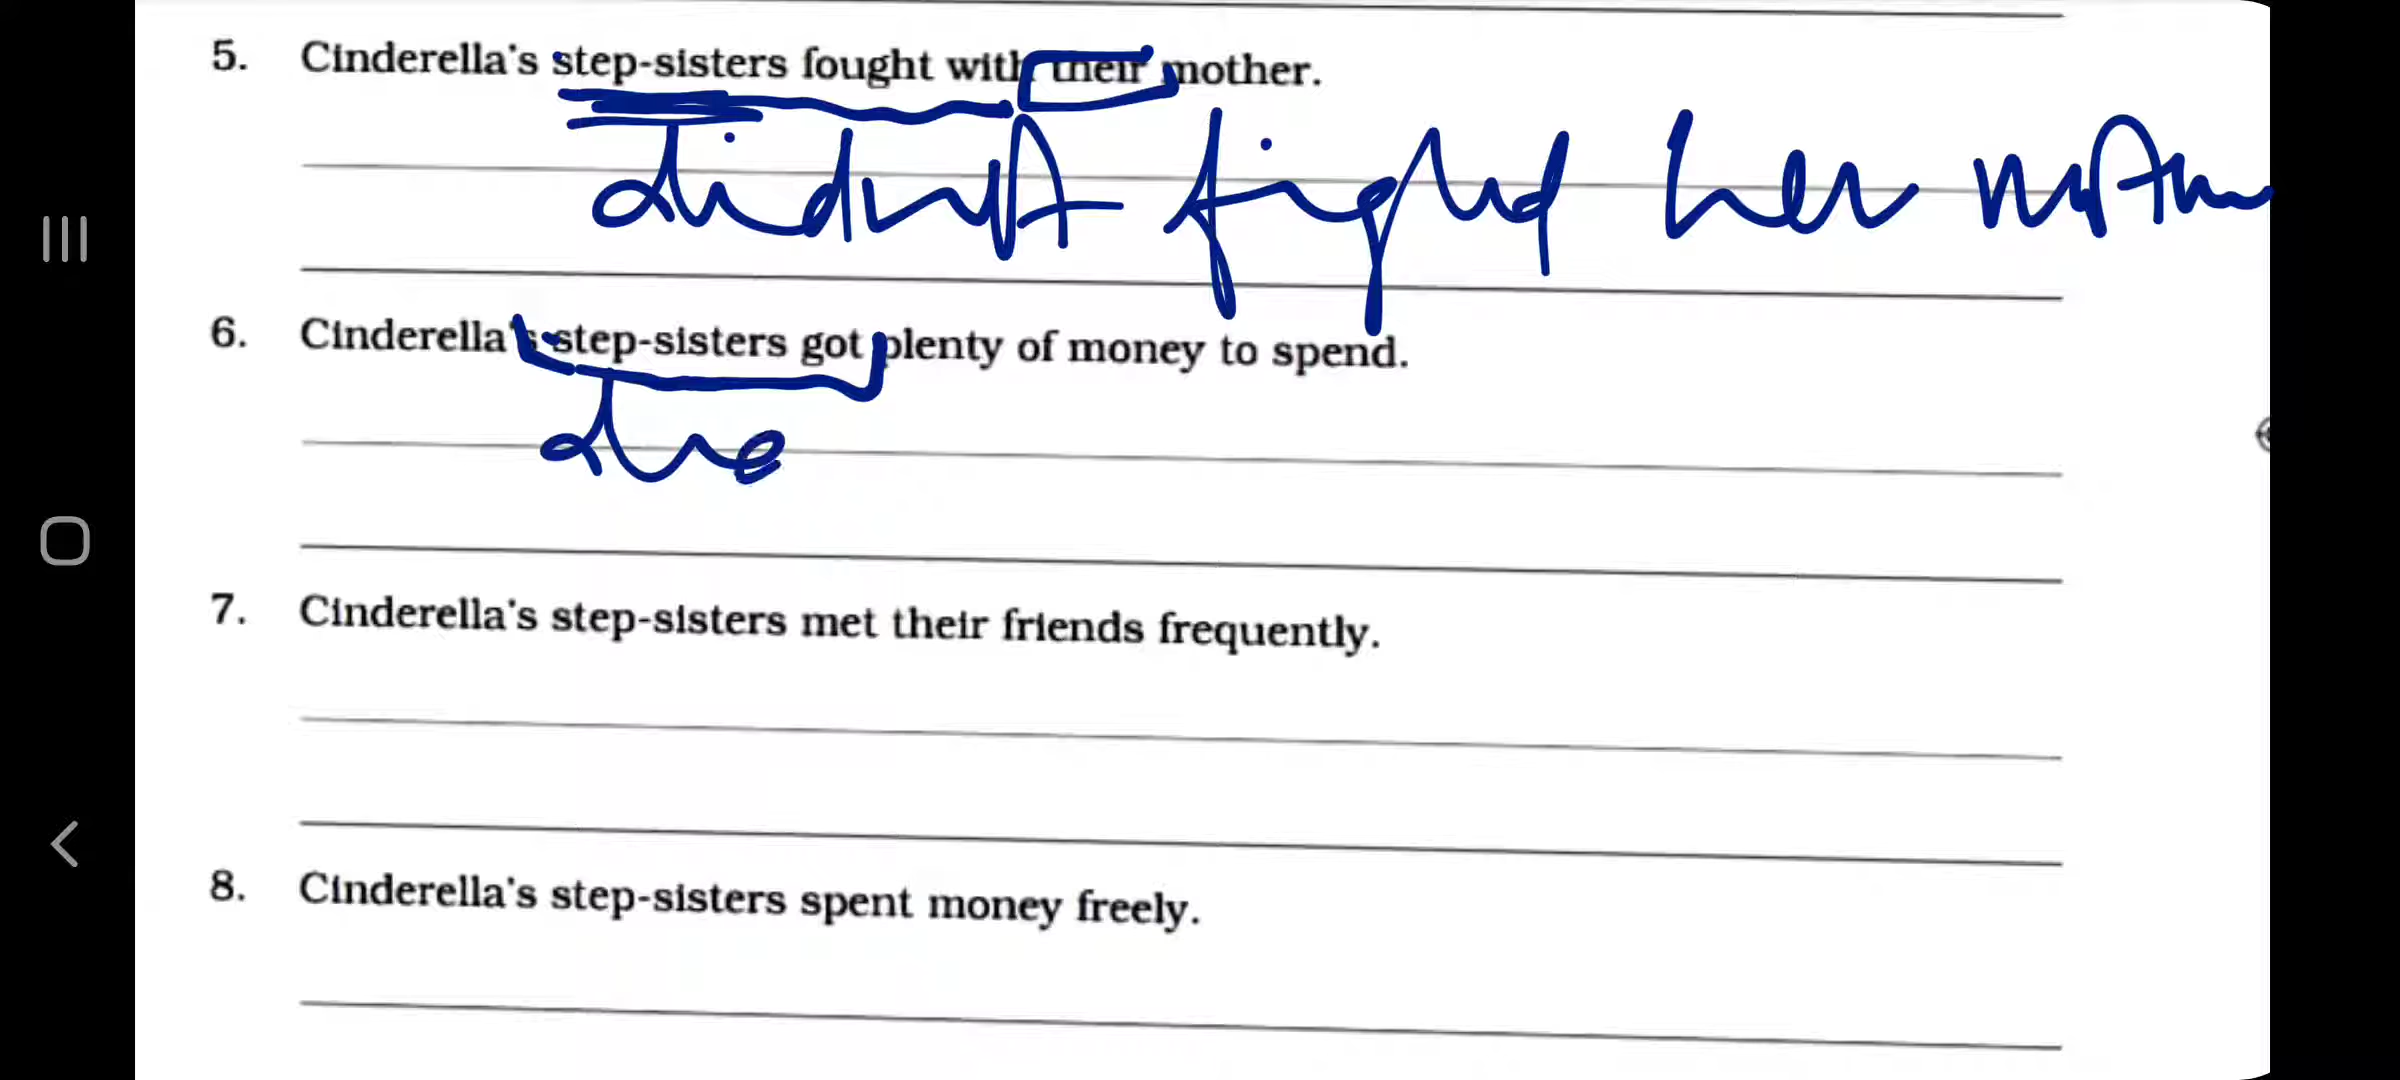 5. Cinderella's step-sisters fought with their mother.
didn't fight her mother
6. Cinderella's step-sisters got plenty of money to spend.
7. Cinderella's step-sisters met their friends frequently.
8. Cinderella's step-sisters spent money freely.